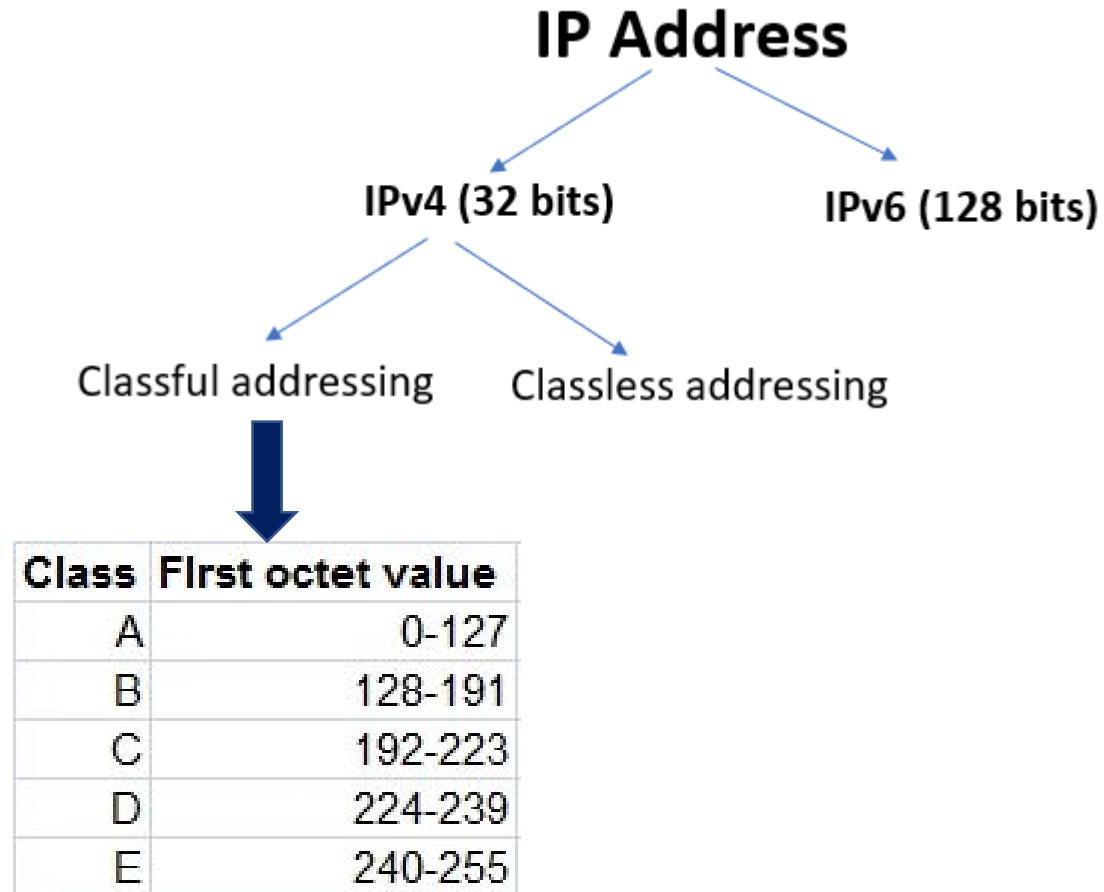 IP Address
IPv4 (32 bits)
IPv6 (128 bits)
Classful addressing
Classless addressing
Class FIrst octet value
A 0-127
B 128-191
C 192-223
D 224-239
E 240-255